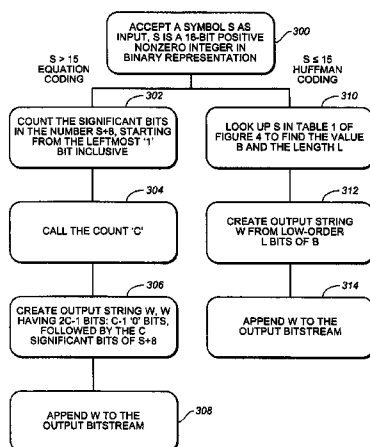 ACCEPT A SYMBOL S AS
INPUT, S IS A 16-BIT POSITIVE
NONZERO INTEGER IN
BINARY REPRESENTATION
300
S > 15
EQUATION
CODING
S ≤ 15
HUFFMAN
CODING
302
COUNT THE SIGNIFICANT BITS
IN THE NUMBER S+8, STARTING
FROM THE LEFTMOST '1'
BIT INCLUSIVE
304
CALL THE COUNT 'C'
306
CREATE OUTPUT STRING W, W
HAVING 2C-1 BITS: C-1 '0' BITS,
FOLLOWED BY THE C
SIGNIFICANT BITS OF S+8
308
APPEND W TO THE
OUTPUT BITSTREAM
310
LOOK UP S IN TABLE 1 OF
FIGURE 4 TO FIND THE VALUE
B AND THE LENGTH L
312
CREATE OUTPUT STRING
W FROM LOW-ORDER
L BITS OF B
314
APPEND W TO THE
OUTPUT BITSTREAM